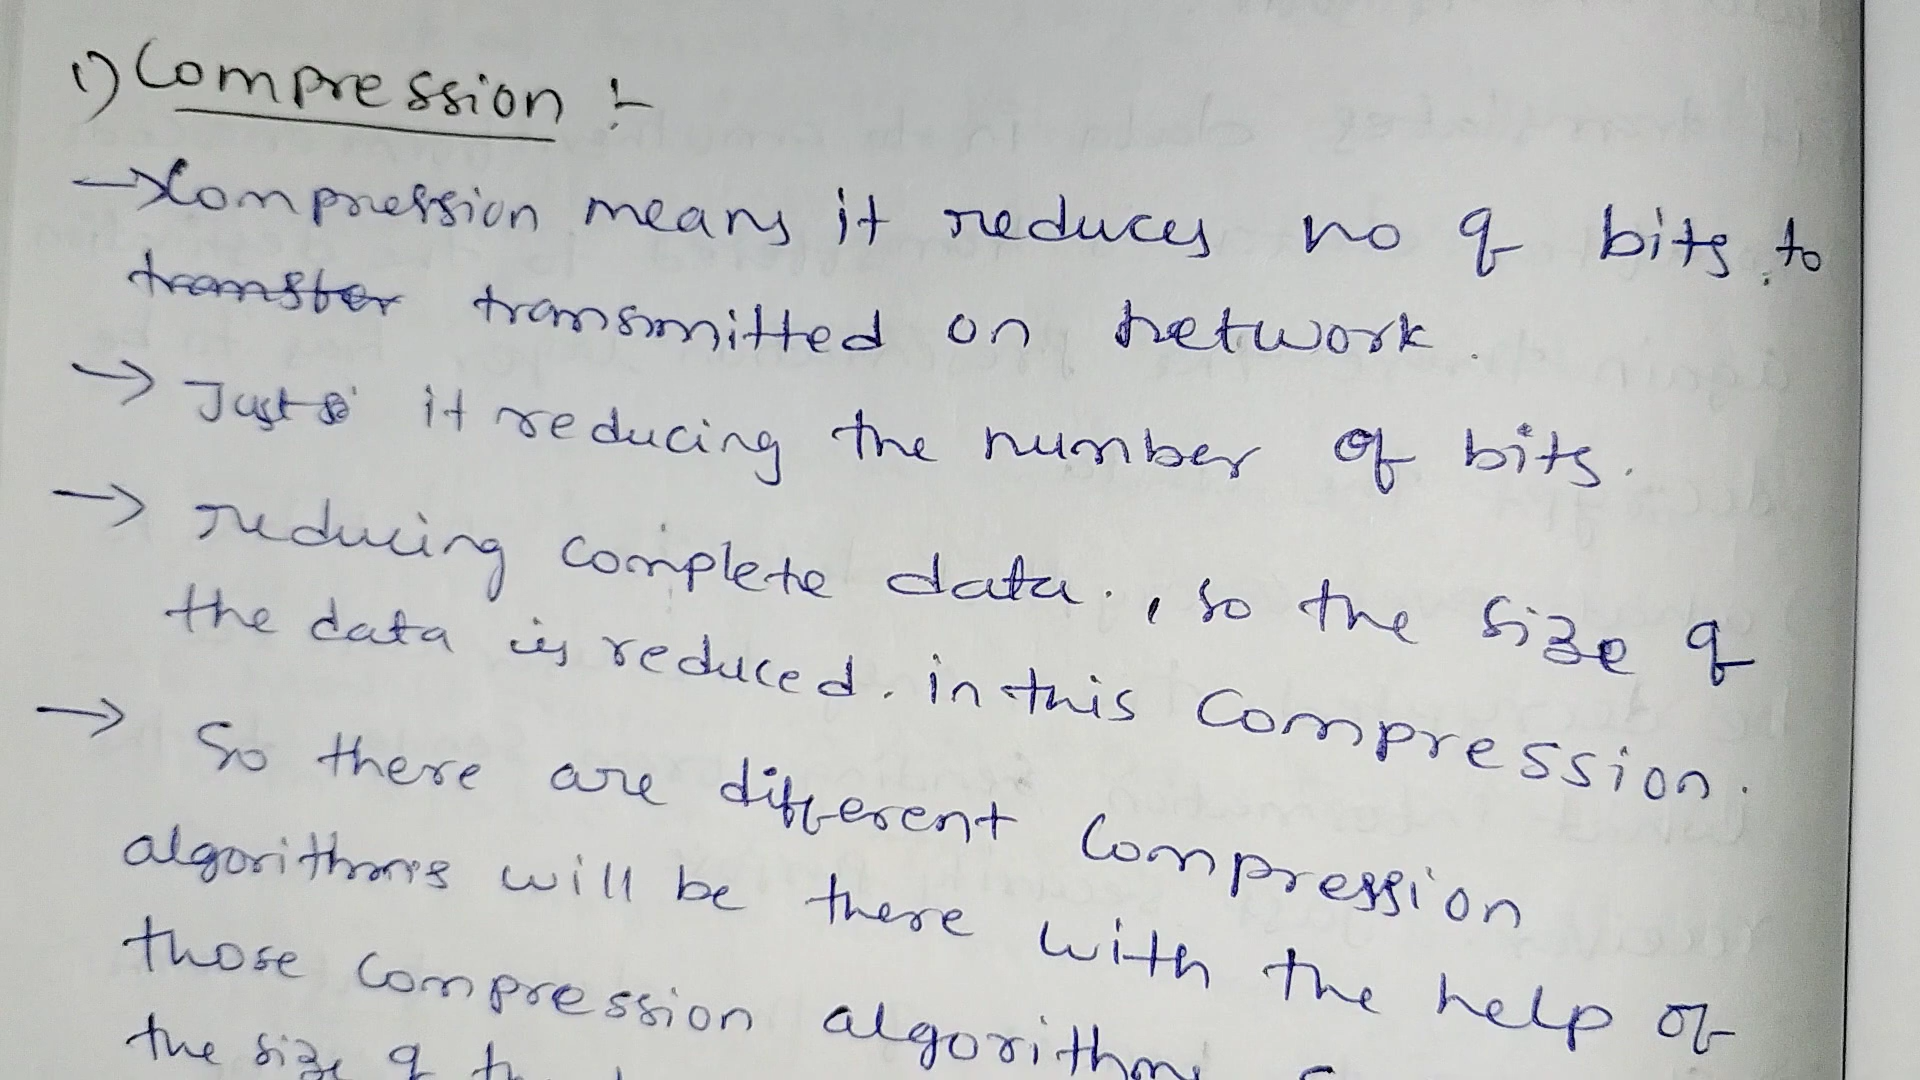 1) Compression :-
→ Compression means it reduces no of bits to
transfer transmitted on network.
→ Just it reducing the number of bits.
→ reducing complete data. , so the size of
the data is reduced. in this Compression.
→ So there are different Compression
algorithms will be there with the help of
those compression algorithms
the size of